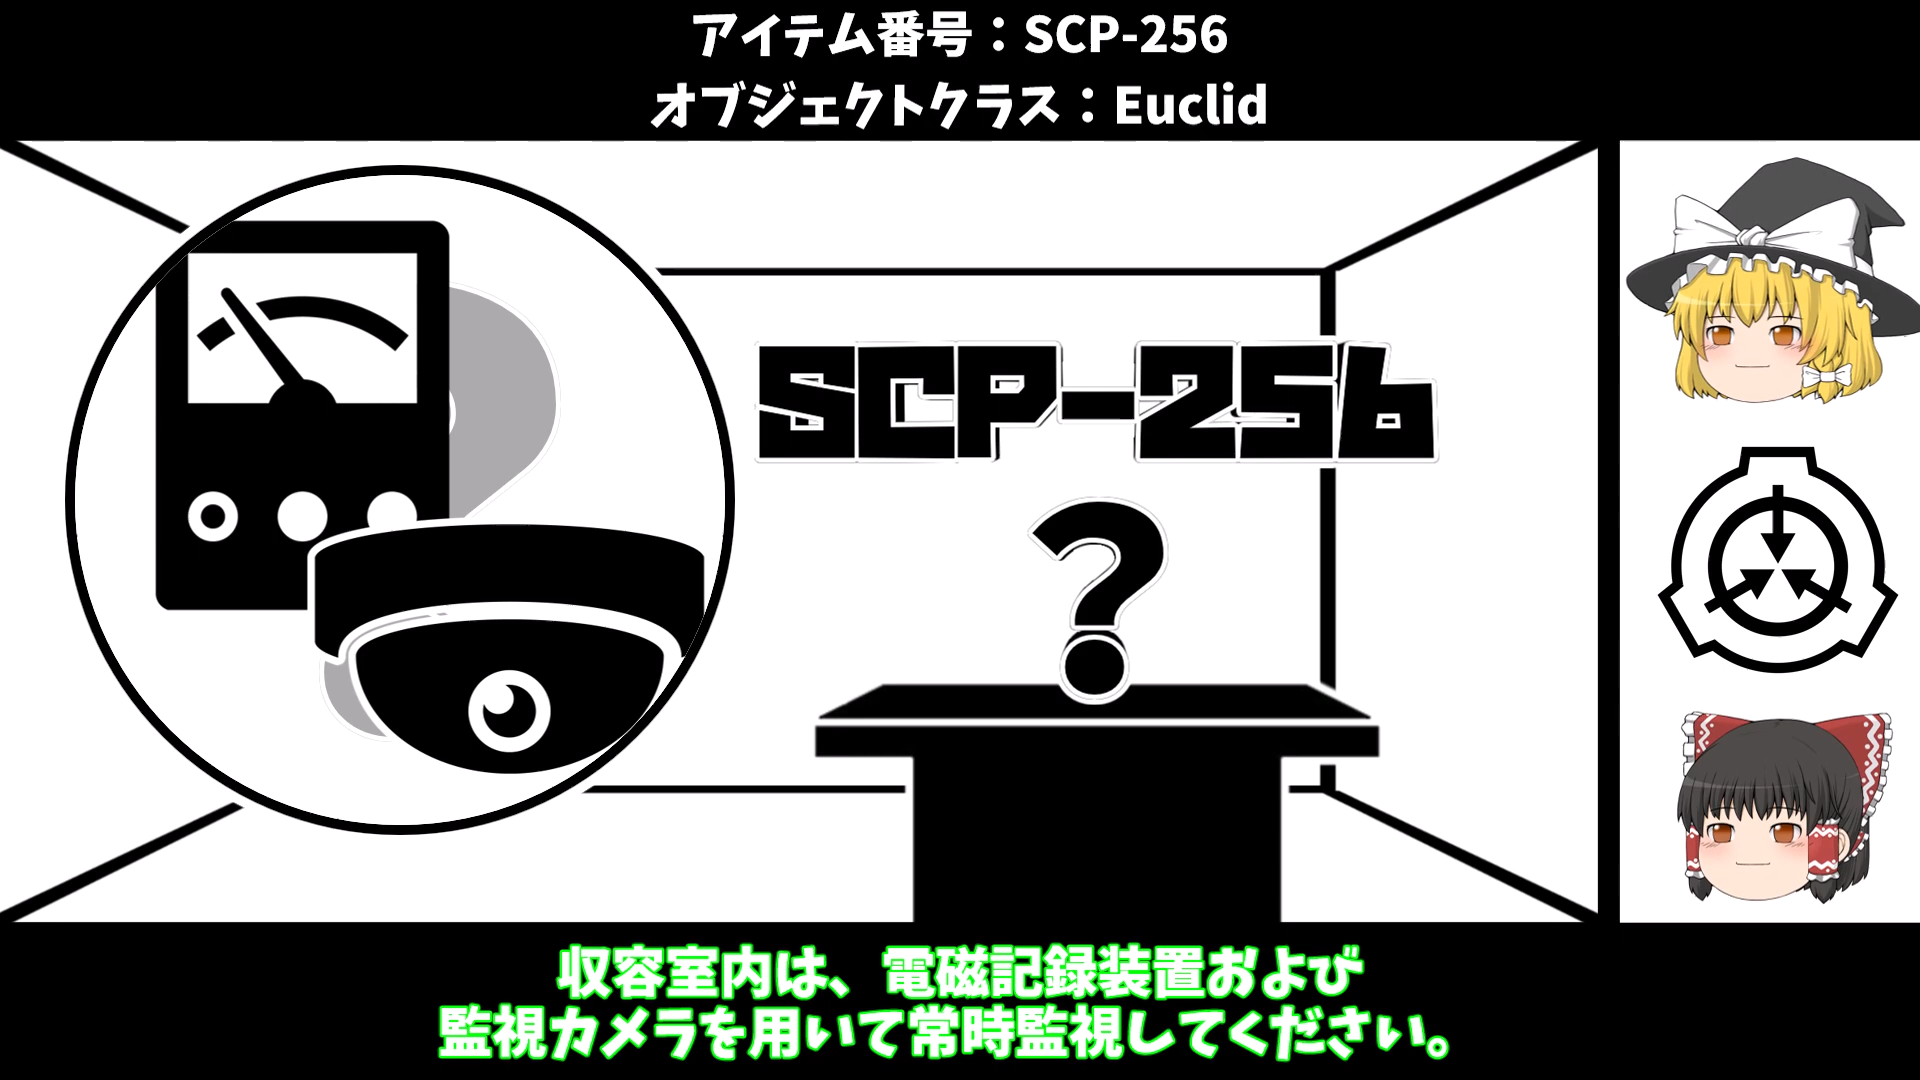 アイテム番号：SCP-256
オブジェクトクラス：Euclid
SCP-256
?
収容室内は、電磁記録装置および
監視カメラを用いて常時監視してください。